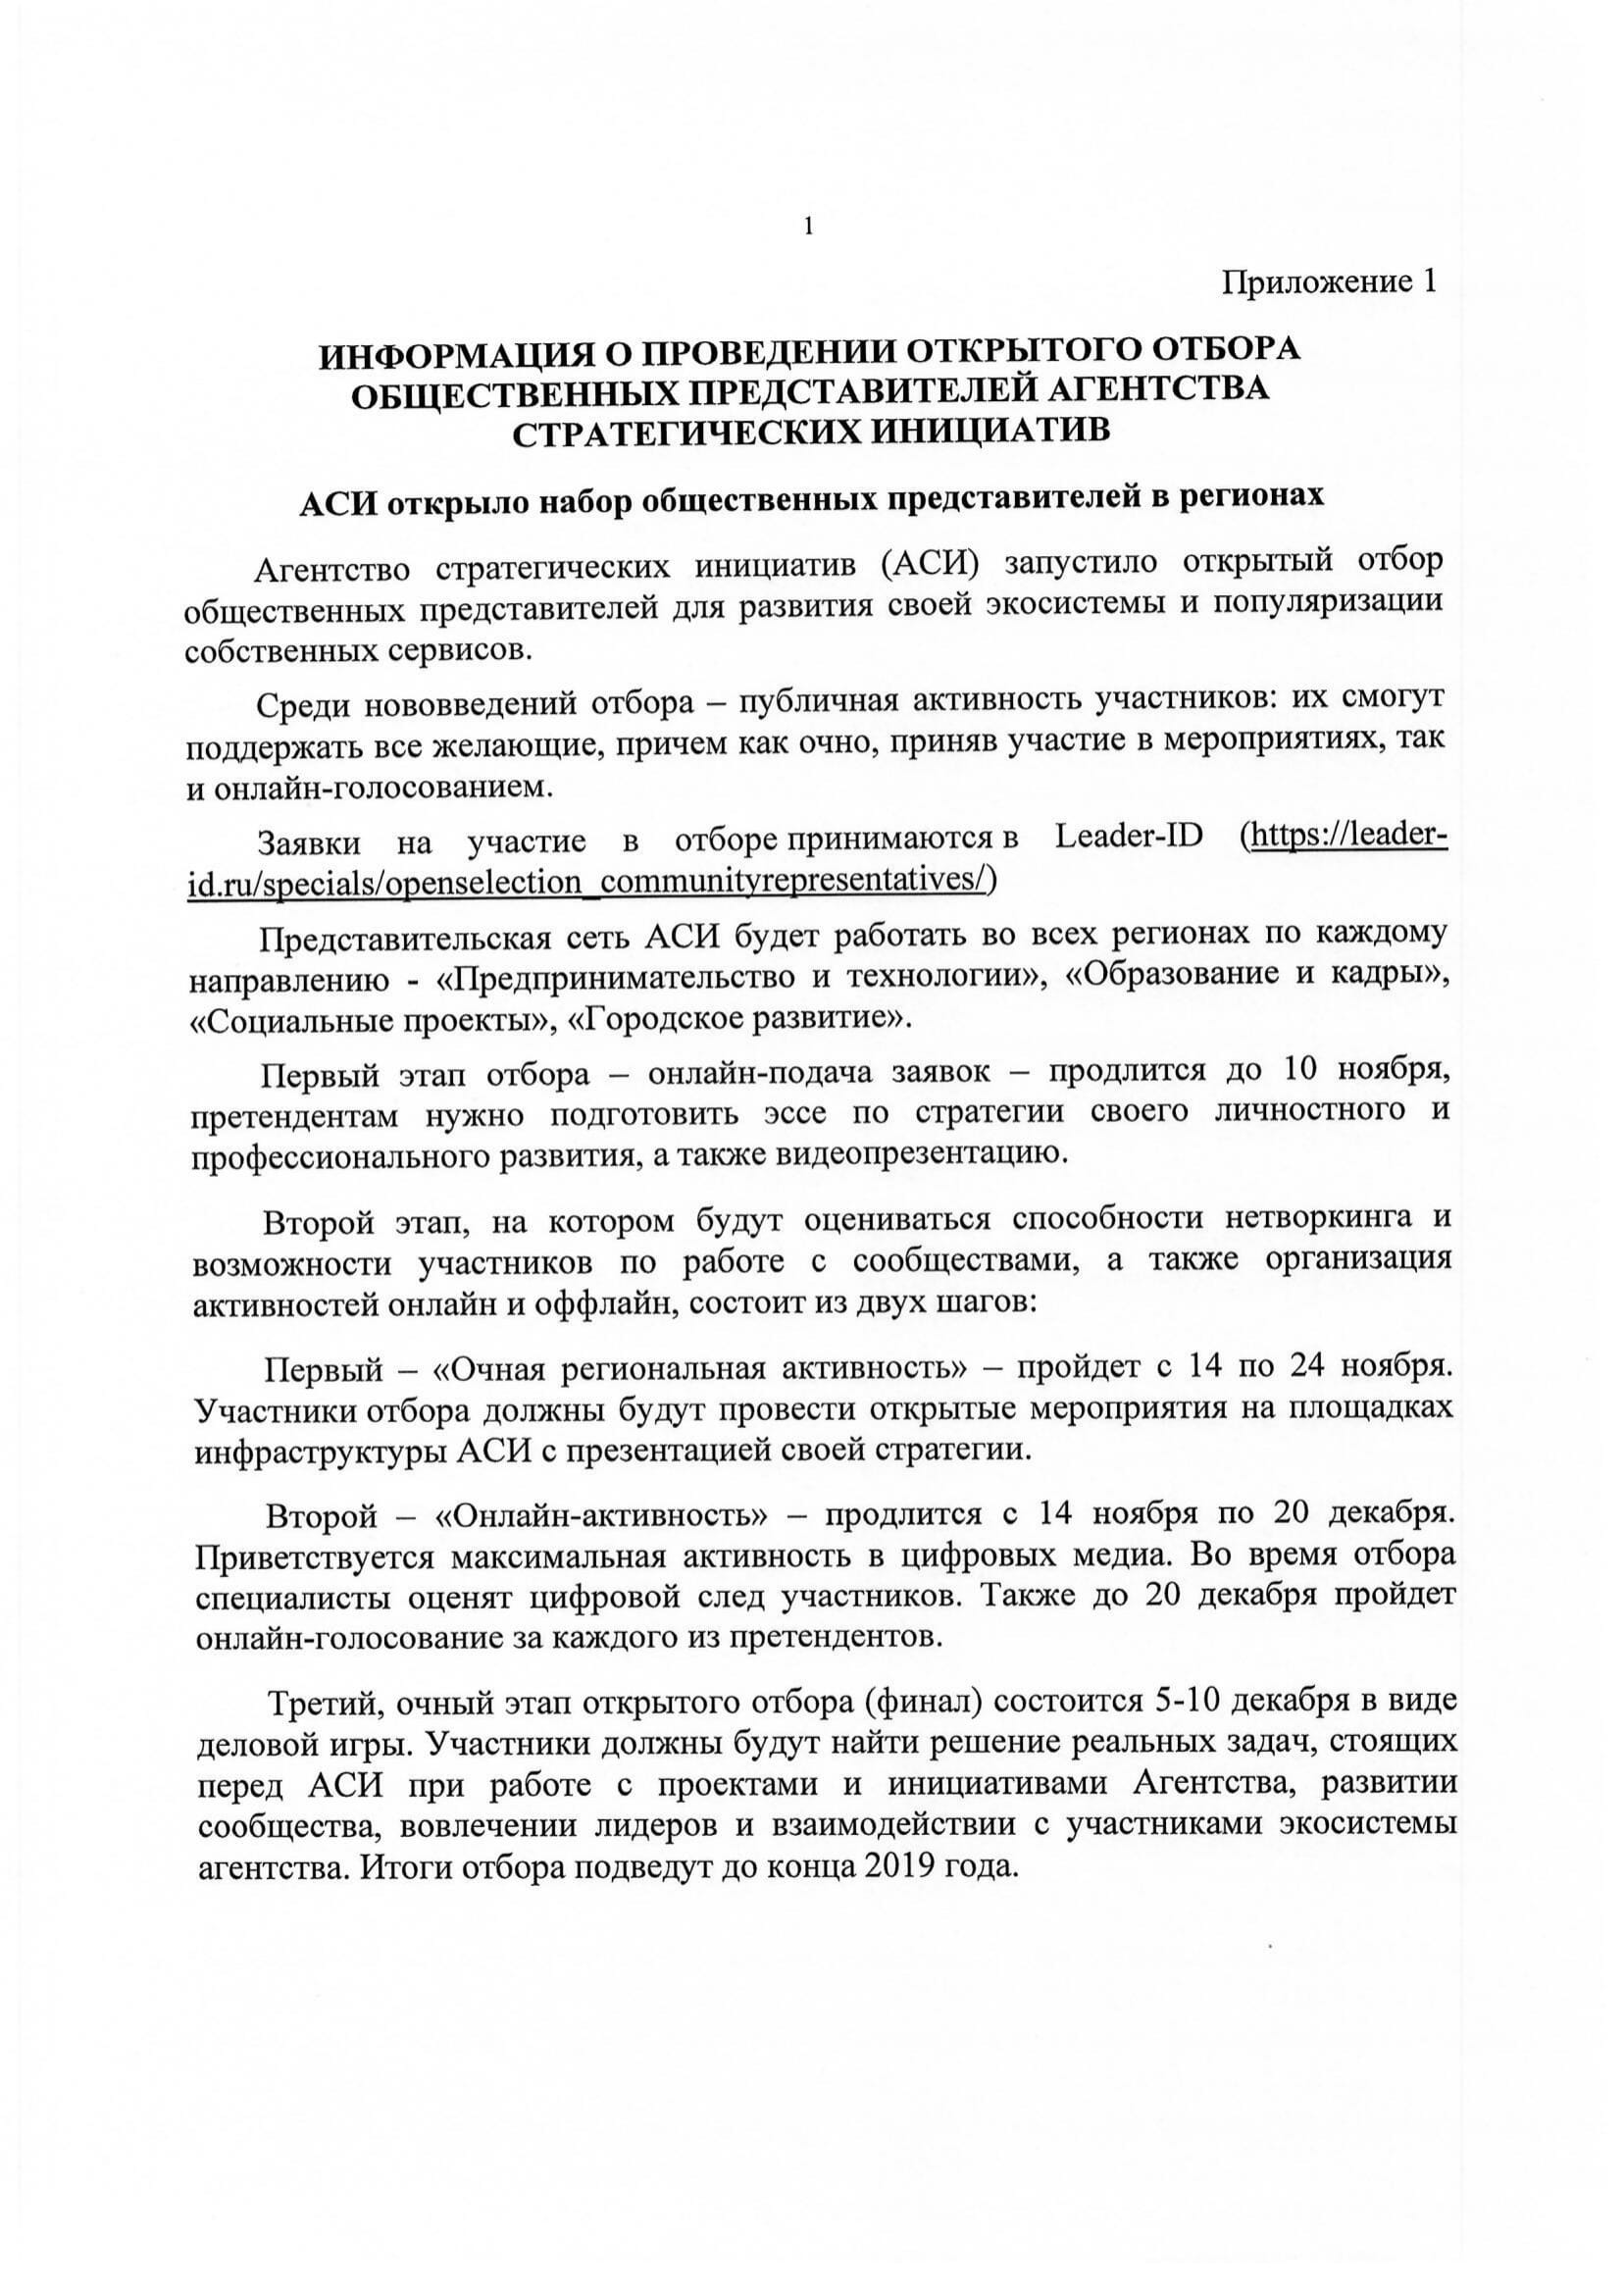 1
Приложение 1
ИНФОРМАЦИЯ О ПРОВЕДЕНИИ ОТКРЫТОГО ОТБОРА
ОБЩЕСТВЕННЫХ ПРЕДСТАВИТЕЛЕЙ АГЕНТСТВА
СТРАТЕГИЧЕСКИХ ИНИЦИАТИВ
АСИ открыло набор общественных представителей в регионах
Агентство стратегических инициатив (АСИ) запустило открытый отбор
общественных представителей для развития своей экосистемы и популяризации
собственных сервисов.
Среди нововведений отбора – публичная активность участников: их смогут
поддержать все желающие, причем как очно, приняв участие в мероприятиях, так
и онлайн-голосованием.
Заявки на участие в отборе принимаются в Leader-ID (https://leader-
id.ru/specials/openselection_communityrepresentatives/)
Представительская сеть АСИ будет работать во всех регионах по каждому
направлению - «Предпринимательство и технологии», «Образование и кадры»,
«Социальные проекты», «Городское развитие».
Первый этап отбора – онлайн-подача заявок – продлится до 10 ноября,
претендентам нужно подготовить эссе по стратегии своего личностного и
профессионального развития, а также видеопрезентацию.
Второй этап, на котором будут оцениваться способности нетворкинга и
возможности участников по работе с сообществами, а также организация
активностей онлайн и оффлайн, состоит из двух шагов:
Первый – «Очная региональная активность» – пройдет с 14 по 24 ноября.
Участники отбора должны будут провести открытые мероприятия на площадках
инфраструктуры АСИ с презентацией своей стратегии.
Второй – «Онлайн-активность» – продлится с 14 ноября по 20 декабря.
Приветствуется максимальная активность в цифровых медиа. Во время отбора
специалисты оценят цифровой след участников. Также до 20 декабря пройдет
онлайн-голосование за каждого из претендентов.
Третий, очный этап открытого отбора (финал) состоится 5-10 декабря в виде
деловой игры. Участники должны будут найти решение реальных задач, стоящих
перед АСИ при работе с проектами и инициативами Агентства, развитии
сообщества, вовлечении лидеров и взаимодействии с участниками экосистемы
агентства. Итоги отбора подведут до конца 2019 года.